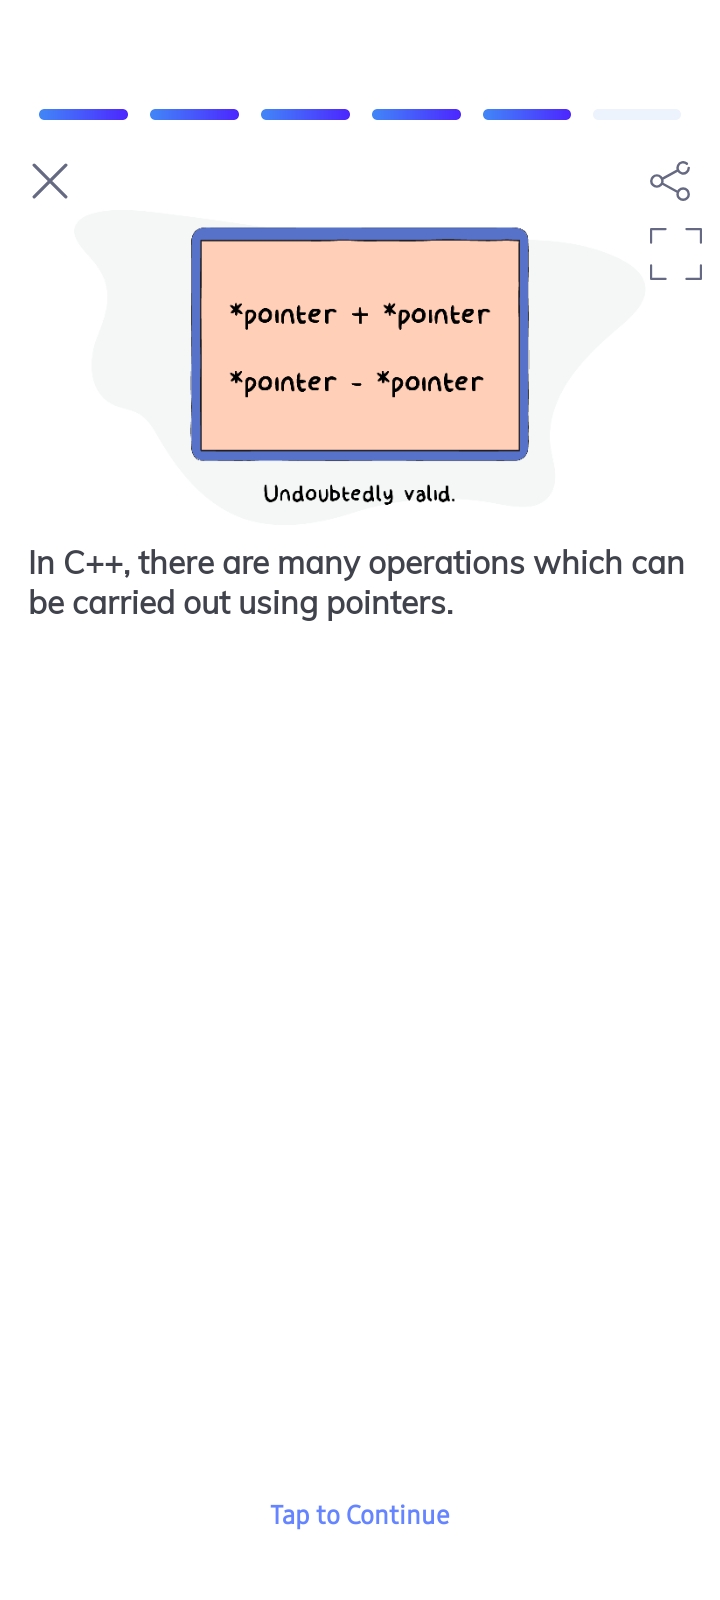 *pointer + *pointer
*pointer - *pointer
Undoubtedly valid.
In C++, there are many operations which can
be carried out using pointers.
Tap to Continue